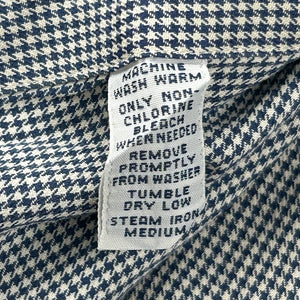 MACHINE
WASH WARM
ONLY NON-
CHLORINE
BLEACH
WHEN NEEDED
REMOVE
PROMPTLY
FROM WASHER
TUMBLE
DRY LOW
STEAM IRON
MEDIUM